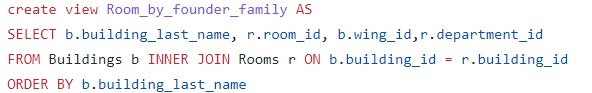 create view Room_by_founder_family AS
SELECT b.building_last_name, r.room_id, b.wing_id,r.department_id
FROM Buildings b INNER JOIN Rooms r ON b.building_id = r.building_id
ORDER BY b.building_last_name